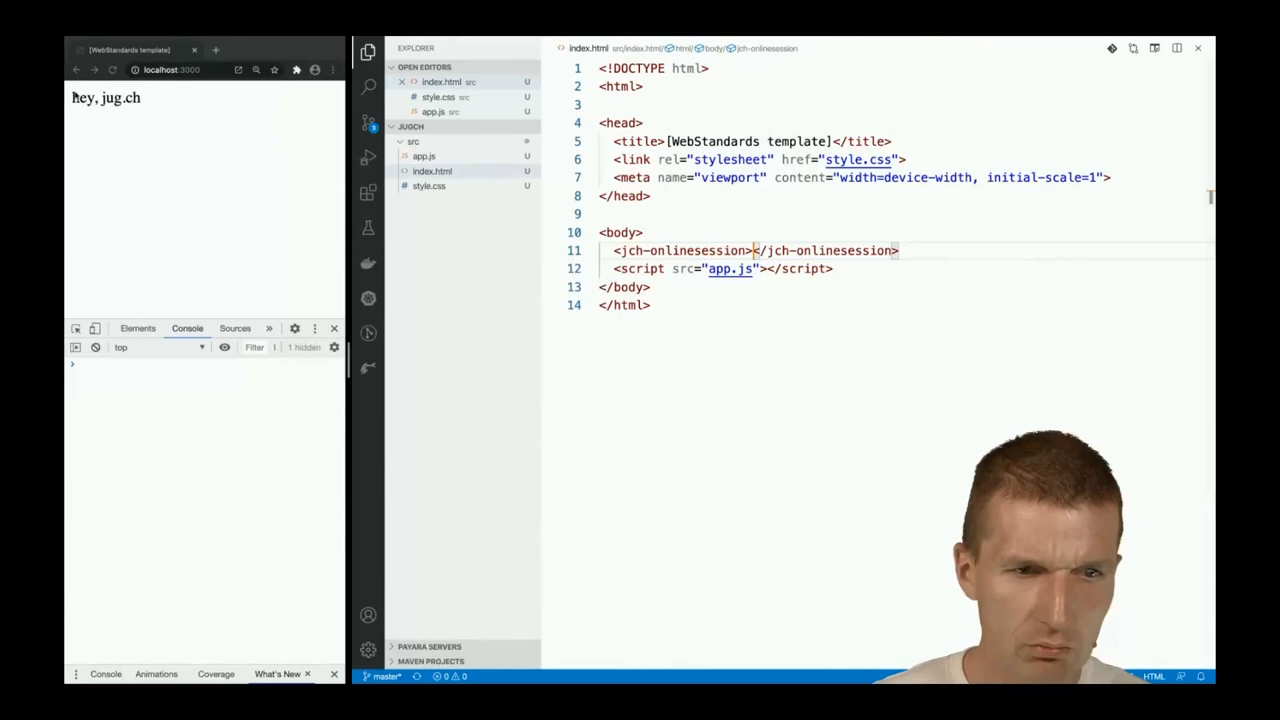 [WebStandards template]
localhost:3000
hey, jug.ch
Elements Console Sources
top Filter 1 hidden
Console Animations Coverage What's New
EXPLORER
OPEN EDITORS
index.html src U
style.css src U
app.js src U
JUGCH
src
app.js U
index.html U
style.css U
PAYARA SERVERS
MAVEN PROJECTS
index.html src/index.html/html/body/jch-onlinesession
1 <!DOCTYPE html>
2 <html>
3
4 <head>
5 <title>[WebStandards template]</title>
6 <link rel="stylesheet" href="style.css">
7 <meta name="viewport" content="width=device-width, initial-scale=1">
8 </head>
9
10 <body>
11 <jch-onlinesession></jch-onlinesession>
12 <script src="app.js"></script>
13 </body>
14 </html>
master* 0 0 HTML